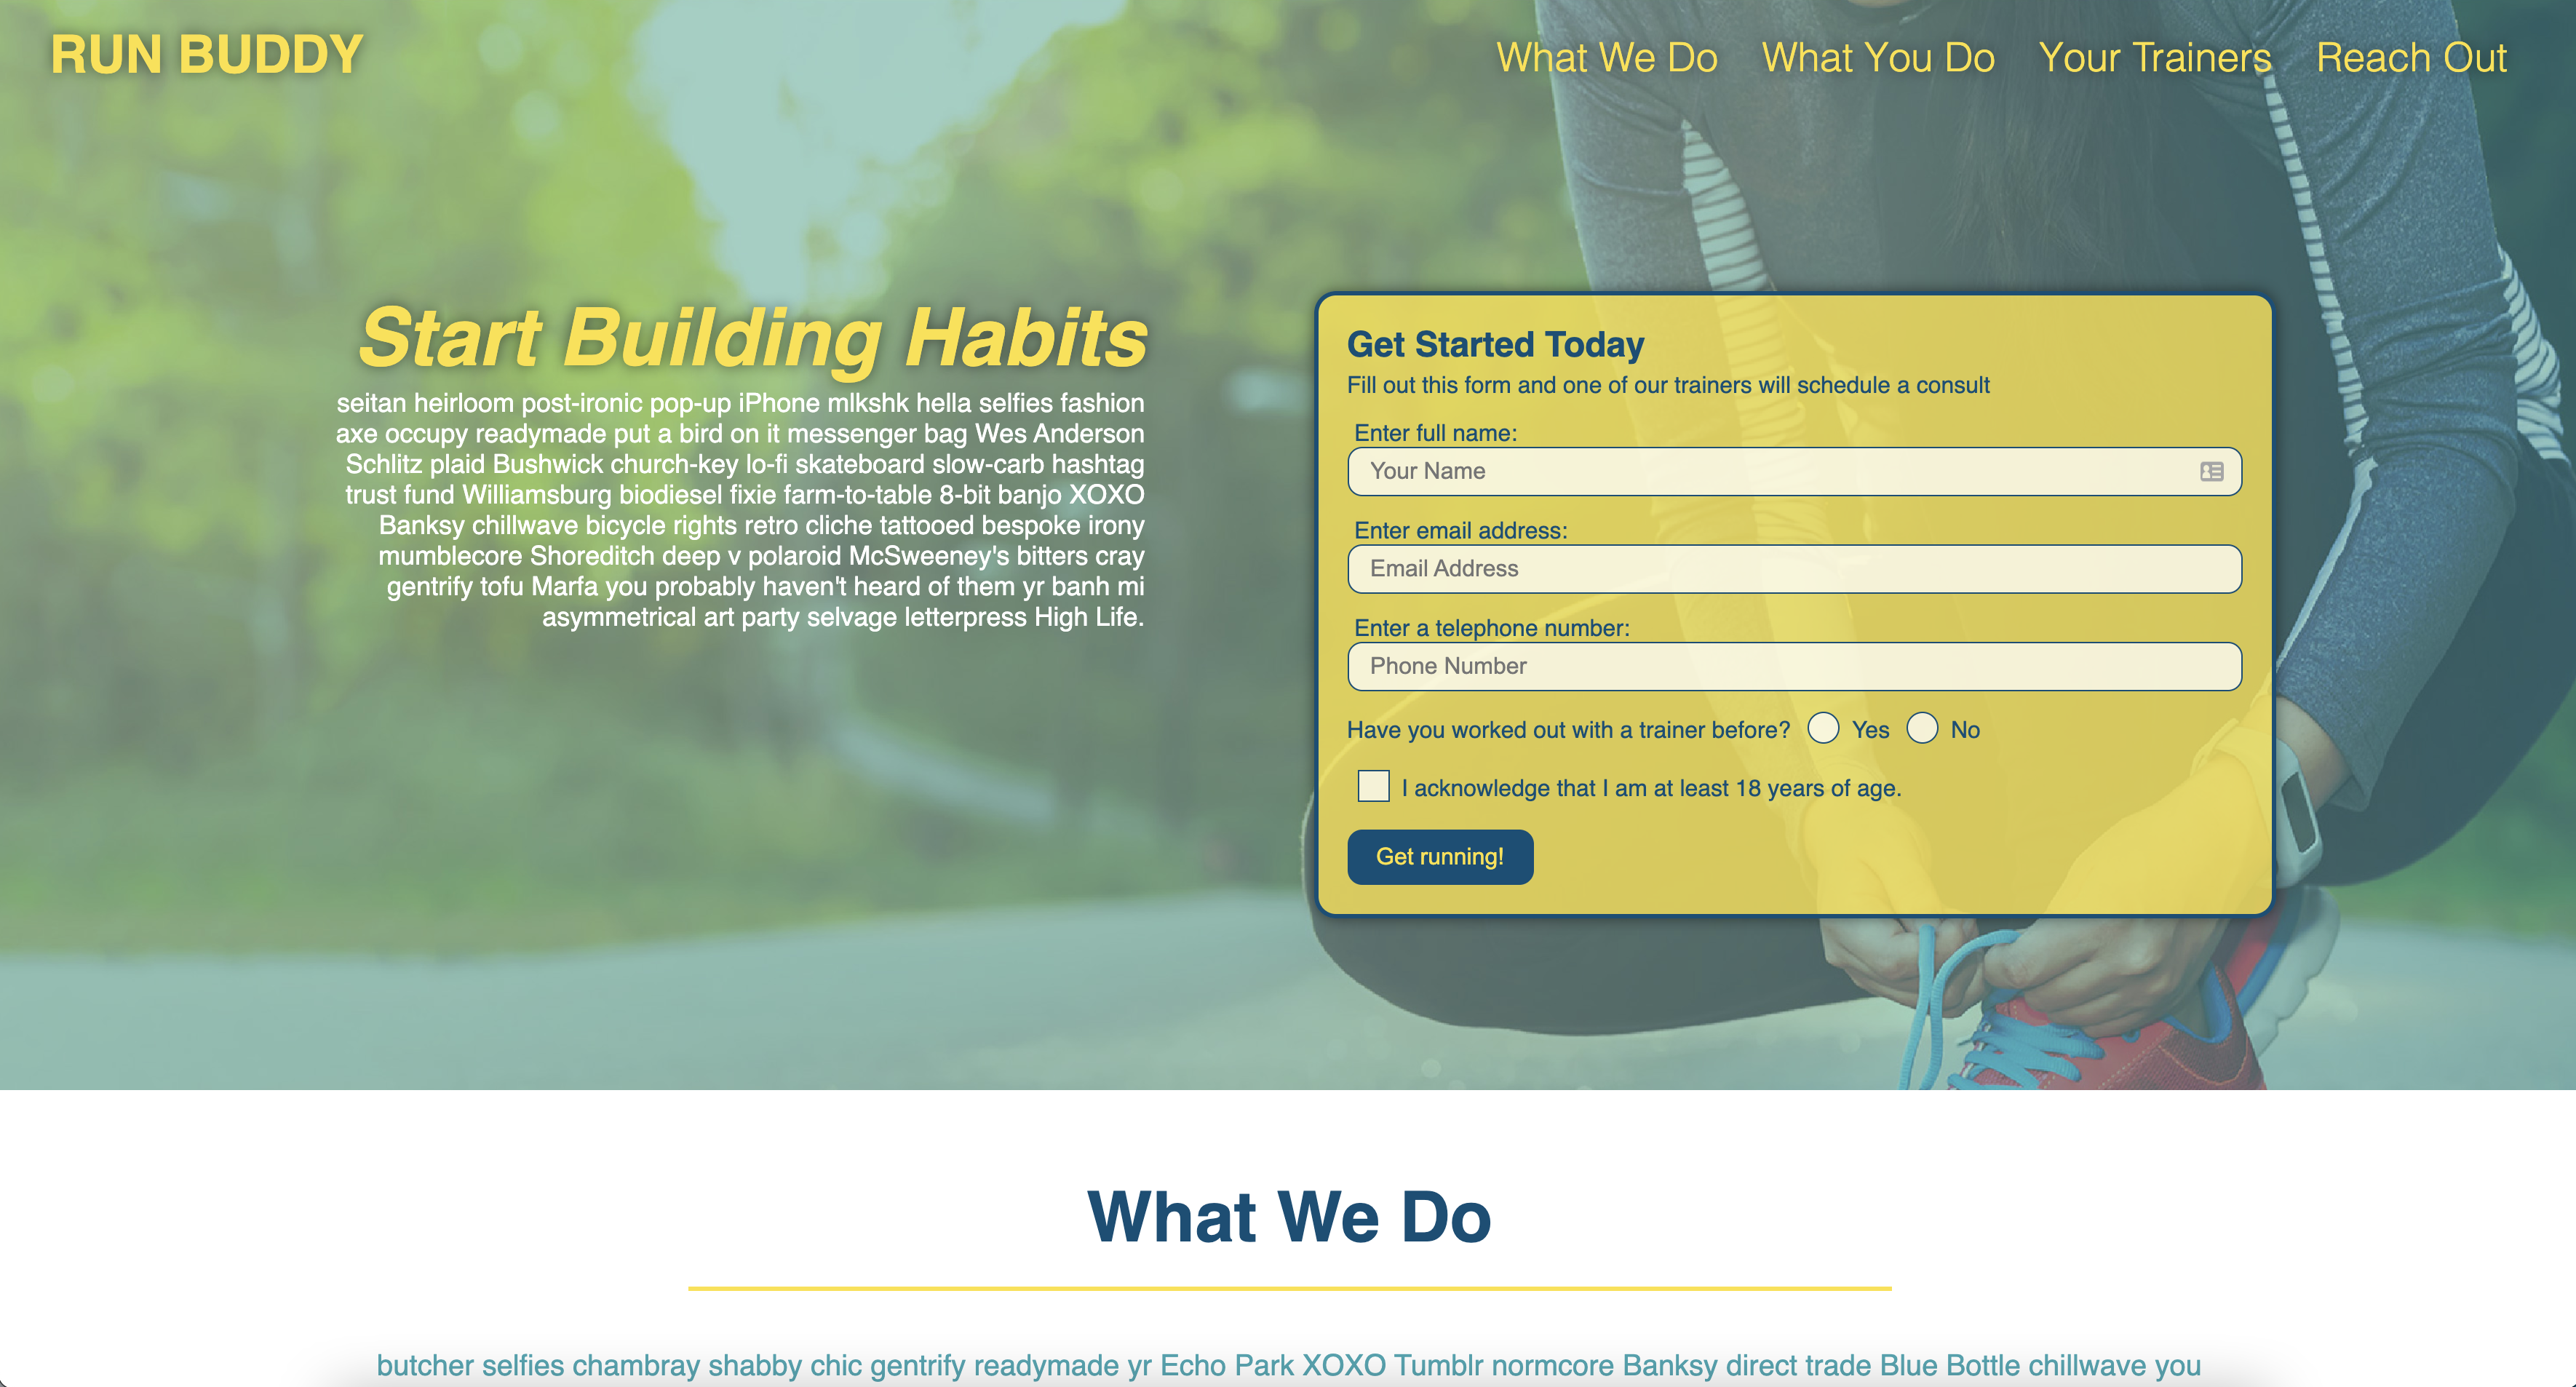 RUN BUDDY
What We Do
What You Do
Your Trainers
Reach Out
Start Building Habits
seitan heirloom post-ironic pop-up iPhone mlkshk hella selfies fashion
axe occupy readymade put a bird on it messenger bag Wes Anderson
Schlitz plaid Bushwick church-key lo-fi skateboard slow-carb hashtag
trust fund Williamsburg biodiesel fixie farm-to-table 8-bit banjo XOXO
Banksy chillwave bicycle rights retro cliche tattooed bespoke irony
mumblecore Shoreditch deep v polaroid McSweeney's bitters cray
gentrify tofu Marfa you probably haven't heard of them yr banh mi
asymmetrical art party selvage letterpress High Life.
Get Started Today
Fill out this form and one of our trainers will schedule a consult
Enter full name:
Your Name
Enter email address:
Email Address
Enter a telephone number:
Phone Number
Have you worked out with a trainer before? Yes No
I acknowledge that I am at least 18 years of age.
Get running!
What We Do
butcher selfies chambray shabby chic gentrify readymade yr Echo Park XOXO Tumblr normcore Banksy direct trade Blue Bottle chillwave you